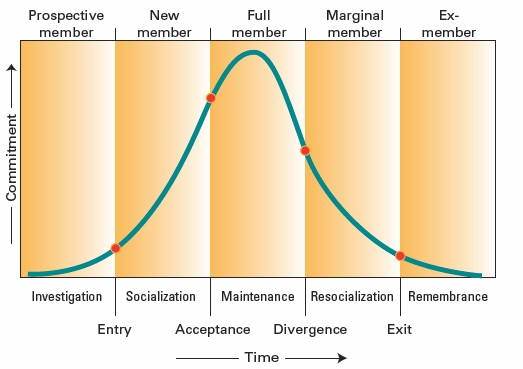 Prospective member
New member
Full member
Marginal member
Ex-member
Commitment
Investigation
Socialization
Maintenance
Resocialization
Remembrance
Entry
Acceptance
Divergence
Exit
Time